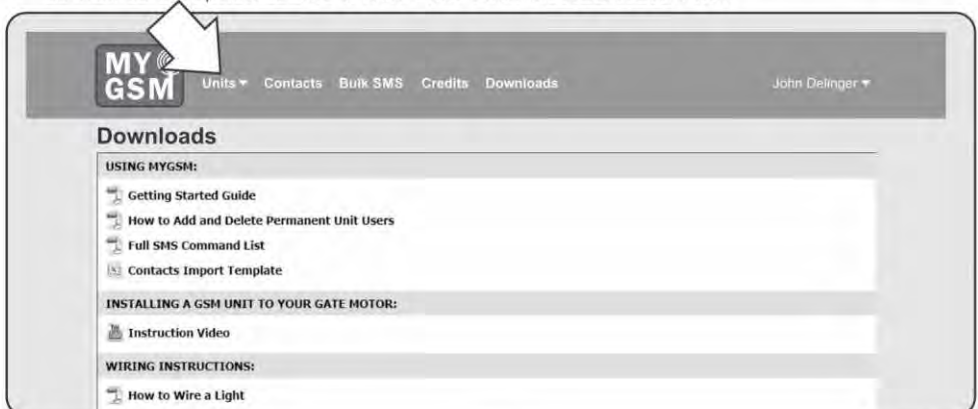 MY
GSM
Units Contacts Bulk SMS Credits Downloads John Delinger
Downloads
USING MYGSM:
Getting Started Guide
How to Add and Delete Permanent Unit Users
Full SMS Command List
Contacts Import Template
INSTALLING A GSM UNIT TO YOUR GATE MOTOR:
Instruction Video
WIRING INSTRUCTIONS:
How to Wire a Light